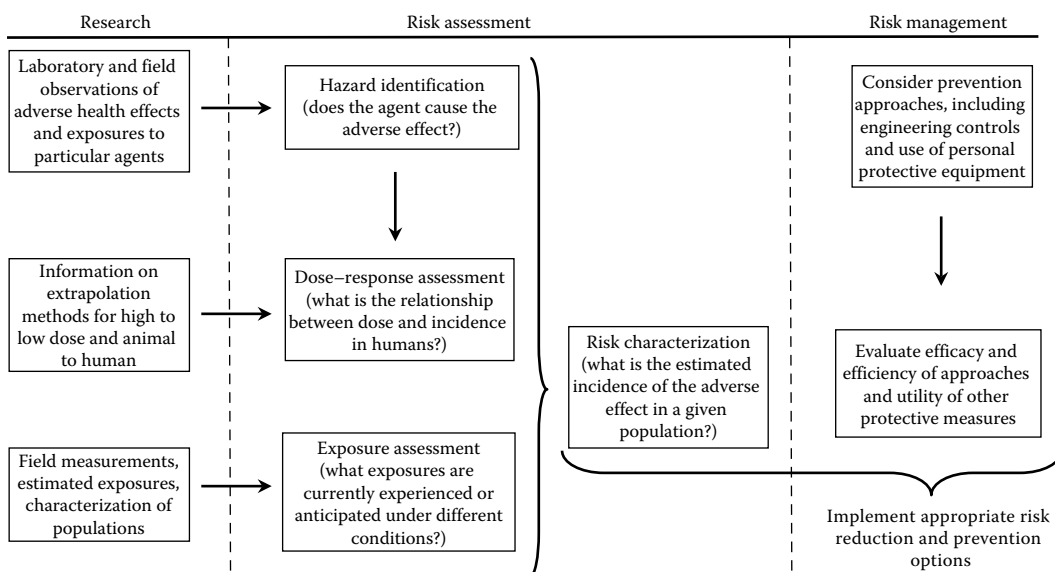 Research
Risk assessment
Risk management
Laboratory and field
observations of
adverse health effects
and exposures to
particular agents
Hazard identification
(does the agent cause the
adverse effect?)
Consider prevention
approaches, including
engineering controls
and use of personal
protective equipment
Information on
extrapolation
methods for high to
low dose and animal
to human
Dose–response assessment
(what is the relationship
between dose and incidence
in humans?)
Risk characterization
(what is the estimated
incidence of the adverse
effect in a given
population?)
Evaluate efficacy and
efficiency of approaches
and utility of other
protective measures
Field measurements,
estimated exposures,
characterization of
populations
Exposure assessment
(what exposures are
currently experienced or
anticipated under different
conditions?)
Implement appropriate risk
reduction and prevention
options